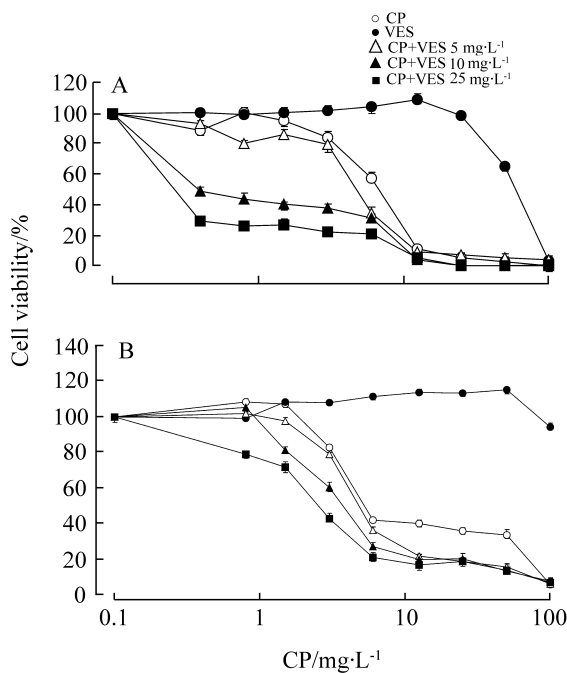 CP
VES
CP+VES 5 mg·L-1
CP+VES 10 mg·L-1
CP+VES 25 mg·L-1
A
120
100
80
60
40
20
0
Cell viability/%
B
140
120
100
80
60
40
20
0
0.1 1 10 100
CP/mg·L-1